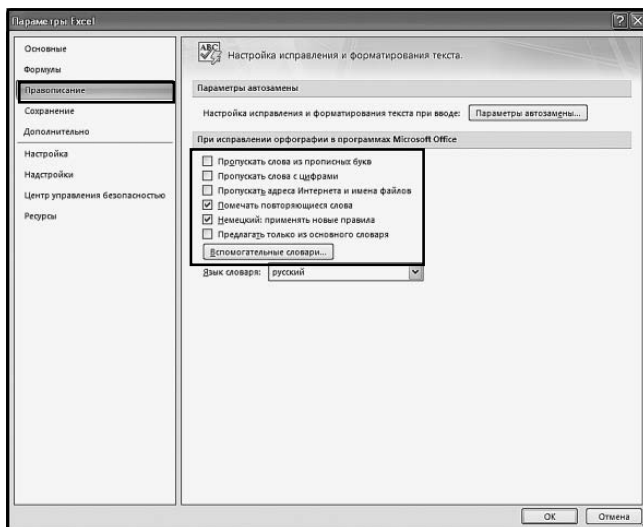 Параметры Excel
Основные
Формулы
Правописание
Сохранение
Дополнительно
Настройка
Надстройки
Центр управления безопасностью
Ресурсы
ABC
Настройка исправления и форматирования текста.
Параметры автозамены
Настройка исправления и форматирования текста при вводе: Параметры автозамены...
При исправлении орфографии в программах Microsoft Office
Пропускать слова из прописных букв
Пропускать слова с цифрами
Пропускать адреса Интернета и имена файлов
Помечать повторяющиеся слова
Немецкий: применять новые правила
Предлагать только из основного словаря
Вспомогательные словари...
Язык словаря: русский
ОК Отмена